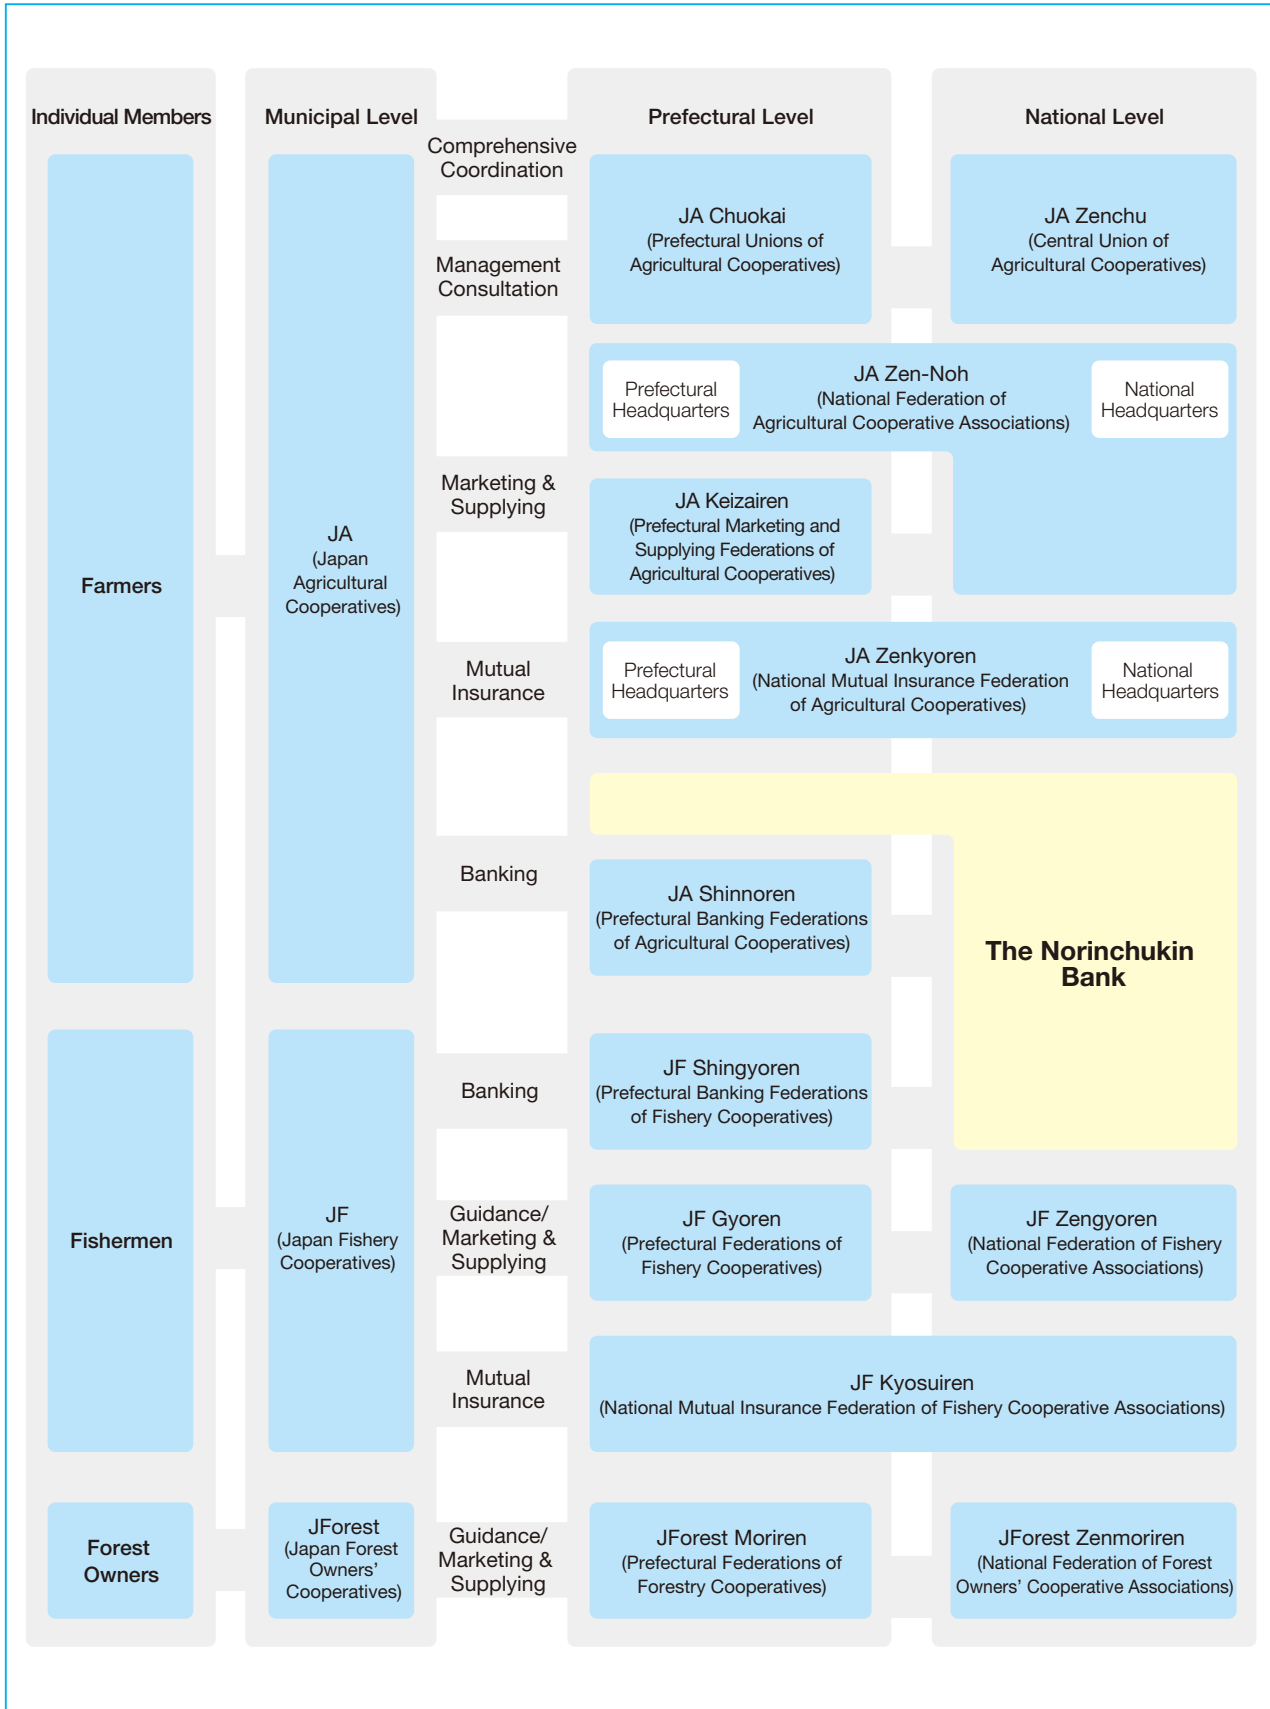 Individual Members
Municipal Level
Prefectural Level
National Level
Comprehensive
Coordination
Management
Consultation
JA Chuokai
(Prefectural Unions of
Agricultural Cooperatives)
JA Zenchu
(Central Union of
Agricultural Cooperatives)
Prefectural
Headquarters
JA Zen-Noh
(National Federation of
Agricultural Cooperative Associations)
National
Headquarters
Marketing &
Supplying
JA Keizairen
(Prefectural Marketing and
Supplying Federations of
Agricultural Cooperatives)
Farmers
JA
(Japan
Agricultural
Cooperatives)
Mutual
Insurance
Prefectural
Headquarters
JA Zenkyoren
(National Mutual Insurance Federation
of Agricultural Cooperatives)
National
Headquarters
Banking
JA Shinnoren
(Prefectural Banking Federations
of Agricultural Cooperatives)
The Norinchukin
Bank
Banking
JF Shingyoren
(Prefectural Banking Federations
of Fishery Cooperatives)
Fishermen
JF
(Japan Fishery
Cooperatives)
Guidance/
Marketing &
Supplying
JF Gyoren
(Prefectural Federations of
Fishery Cooperatives)
JF Zengyoren
(National Federation of Fishery
Cooperative Associations)
Mutual
Insurance
JF Kyosuiren
(National Mutual Insurance Federation of Fishery Cooperative Associations)
Forest
Owners
JForest
(Japan Forest
Owners'
Cooperatives)
Guidance/
Marketing &
Supplying
JForest Moriren
(Prefectural Federations of
Forestry Cooperatives)
JForest Zenmoriren
(National Federation of Forest
Owners' Cooperative Associations)